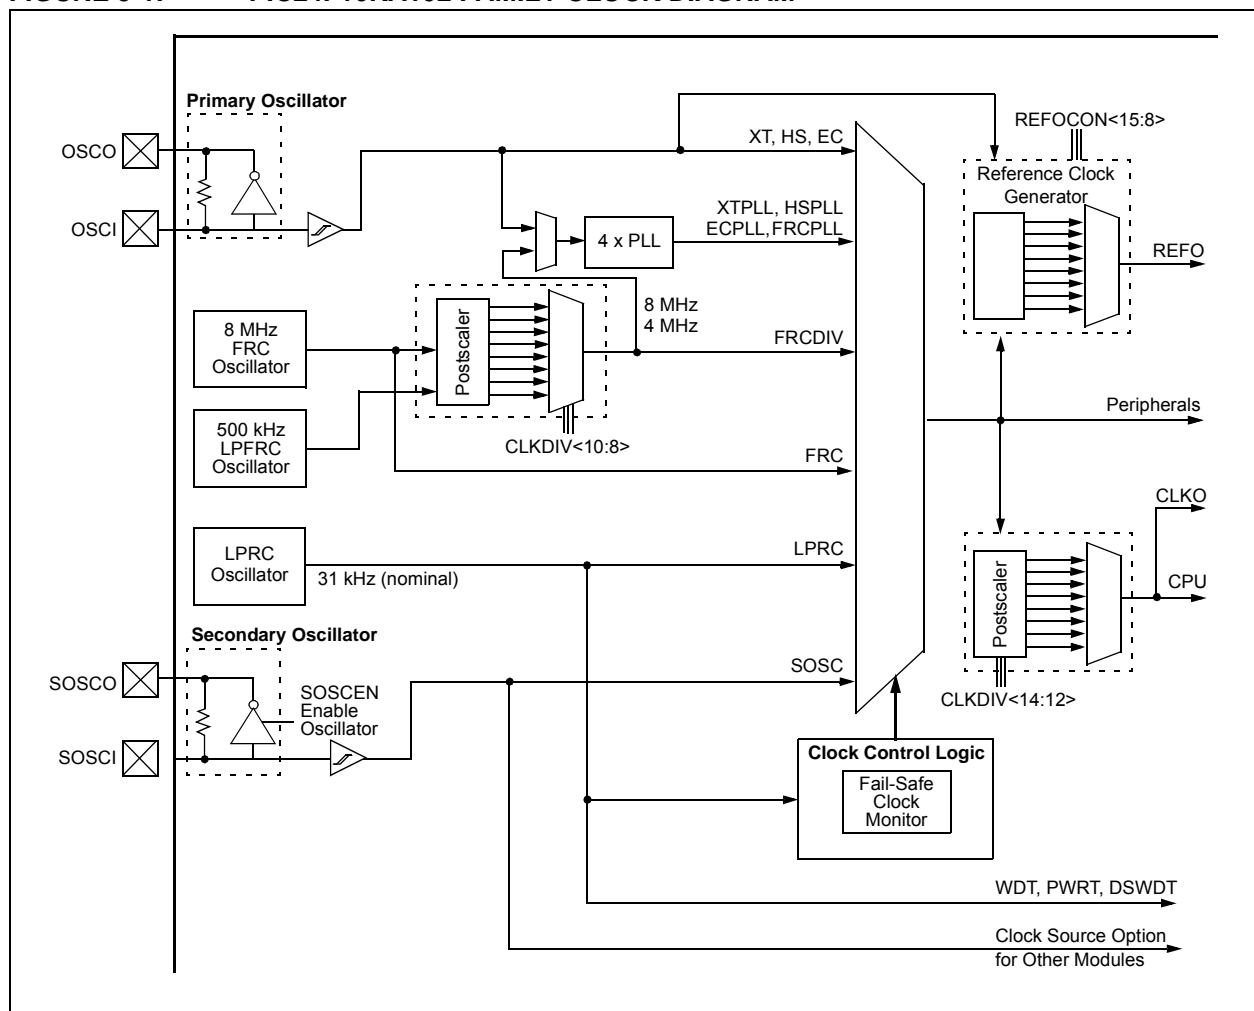 Primary Oscillator
OSCO
OSCI
XT, HS, EC
REFOCON<15:8>
Reference Clock
Generator
REFO
XTPLL, HSPLL
ECPLL,FRCPLL
4 x PLL
8 MHz
4 MHz
8 MHz
FRC
Oscillator
Postscaler
FRCDIV
500 kHz
LPFRC
Oscillator
CLKDIV<10:8>
FRC
Peripherals
CLKO
CPU
LPRC
Oscillator
31 kHz (nominal)
LPRC
Postscaler
CLKDIV<14:12>
Secondary Oscillator
SOSCO
SOSCI
SOSCEN
Enable
Oscillator
SOSC
Clock Control Logic
Fail-Safe
Clock
Monitor
WDT, PWRT, DSWDT
Clock Source Option
for Other Modules